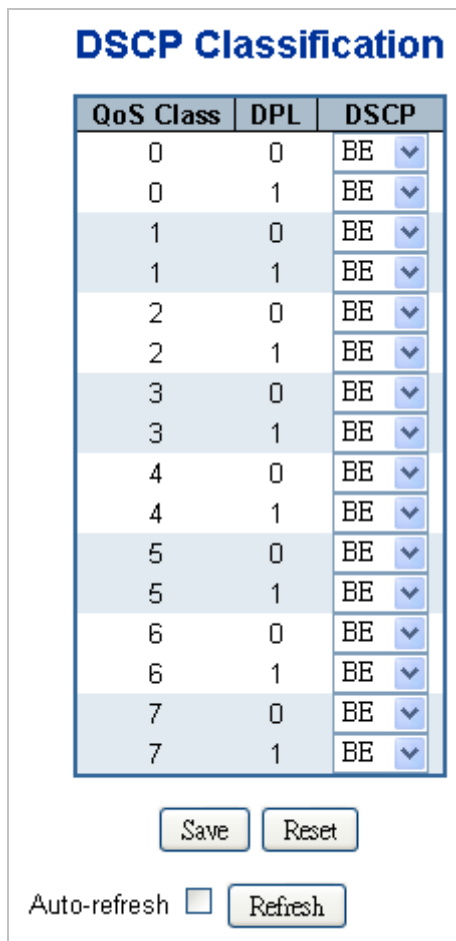 DSCP Classification
QoS Class DPL DSCP
0 0 BE
0 1 BE
1 0 BE
1 1 BE
2 0 BE
2 1 BE
3 0 BE
3 1 BE
4 0 BE
4 1 BE
5 0 BE
5 1 BE
6 0 BE
6 1 BE
7 0 BE
7 1 BE
Save Reset
Auto-refresh Refresh